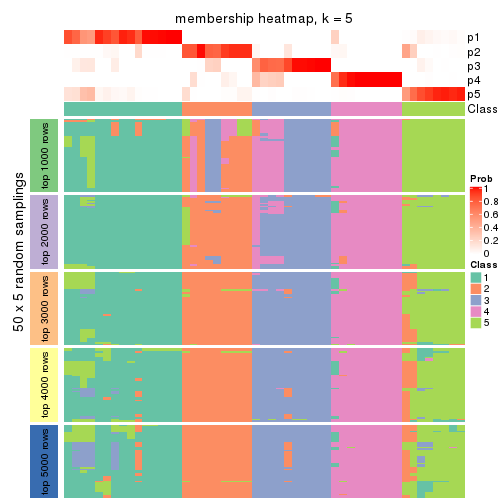 membership heatmap, k = 5
p1
p2
p3
p4
p5
Class
50 x 5 random samplings
top 1000 rows
top 2000 rows
top 3000 rows
top 4000 rows
top 5000 rows
Prob
1
0.8
0.6
0.4
0.2
0
Class
1
2
3
4
5